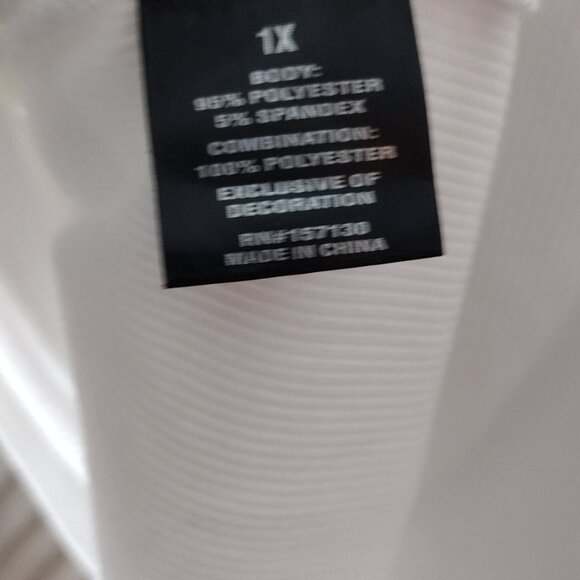 1X
BODY:
95% POLYESTER
5% SPANDEX
COMBINATION:
100% POLYESTER
EXCLUSIVE OF
DECORATION
RN#157130
MADE IN CHINA